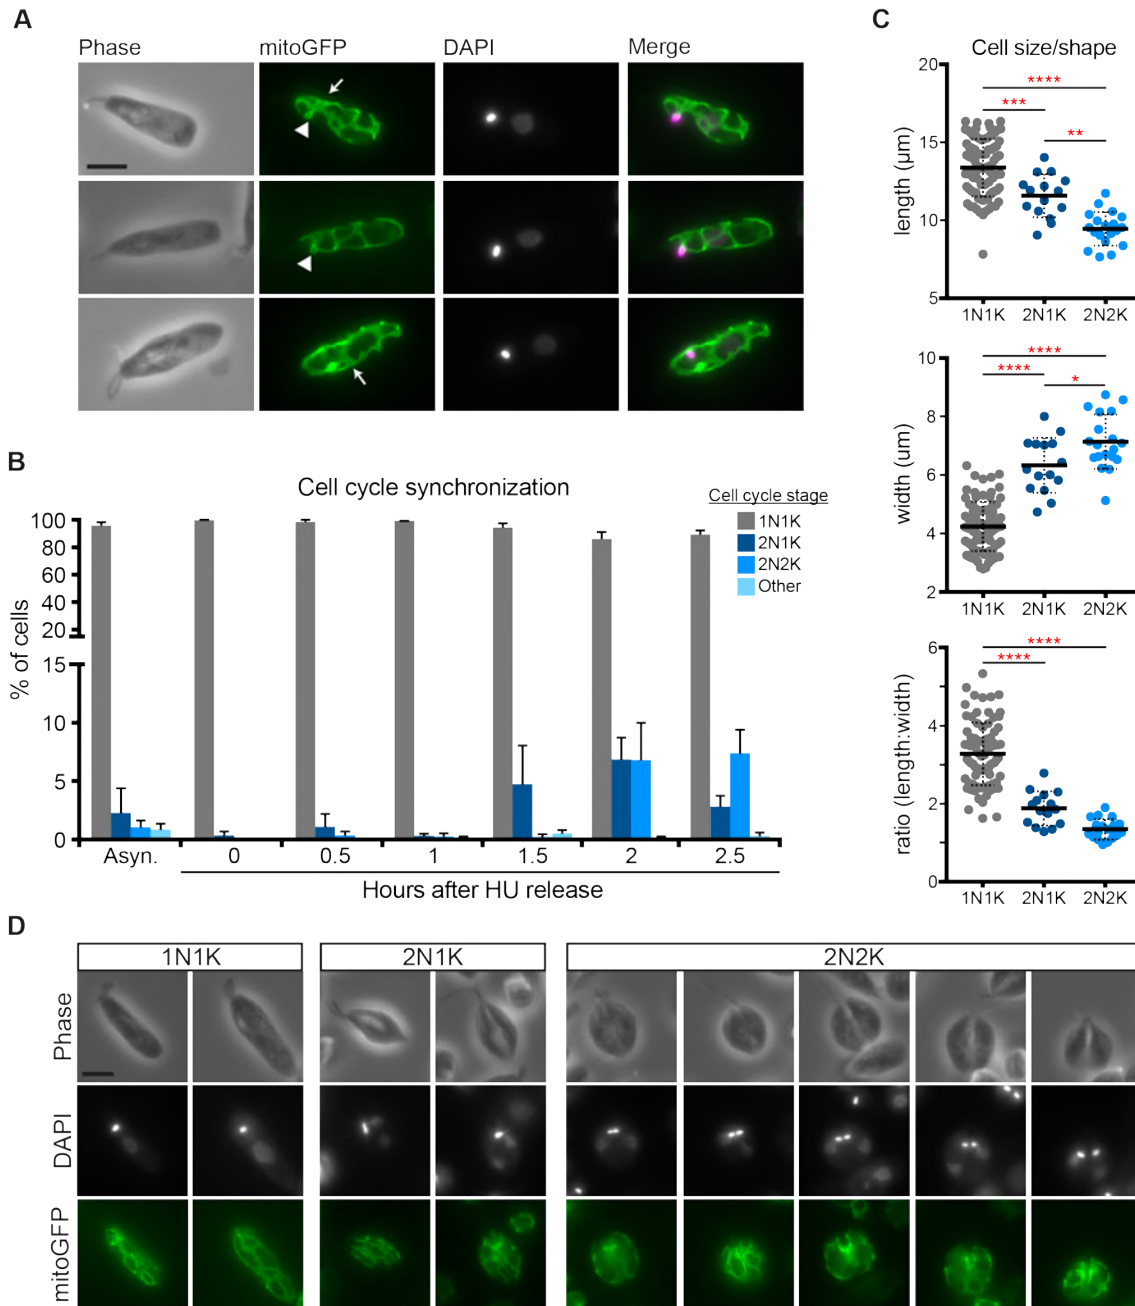 A
Phase mitoGFP DAPI Merge
B
Cell cycle synchronization
Cell cycle stage
1N1K
2N1K
2N2K
Other
% of cells
100
80
60
40
20
15
10
5
0
Asyn. 0 0.5 1 1.5 2 2.5
Hours after HU release
C
Cell size/shape
length (µm)
20
15
10
5
****
***
**
1N1K 2N1K 2N2K
width (um)
10
8
6
4
2
****
****
*
1N1K 2N1K 2N2K
ratio (length:width)
6
4
2
0
****
****
1N1K 2N1K 2N2K
D
1N1K 2N1K 2N2K
Phase
DAPI
mitoGFP